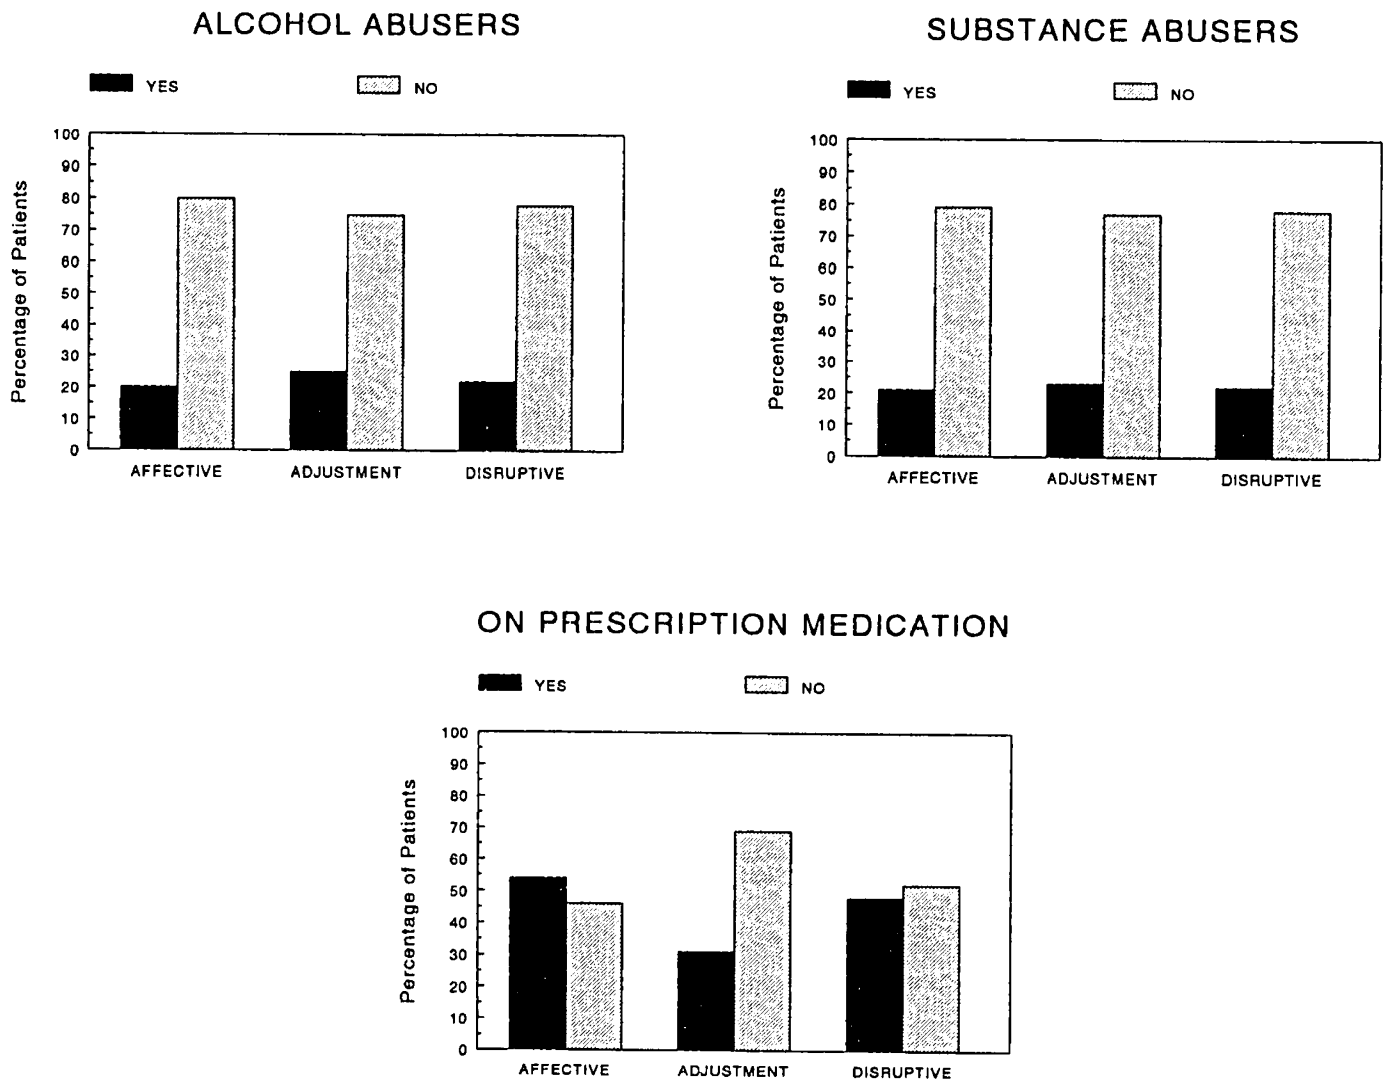 ALCOHOL ABUSERS
YES NO
100
90
80
70
60
50
40
30
20
10
0
Percentage of Patients
AFFECTIVE ADJUSTMENT DISRUPTIVE
SUBSTANCE ABUSERS
YES NO
100
90
80
70
60
50
40
30
20
10
0
Percentage of Patients
AFFECTIVE ADJUSTMENT DISRUPTIVE
ON PRESCRIPTION MEDICATION
YES NO
100
90
80
70
60
50
40
30
20
10
0
Percentage of Patients
AFFECTIVE ADJUSTMENT DISRUPTIVE